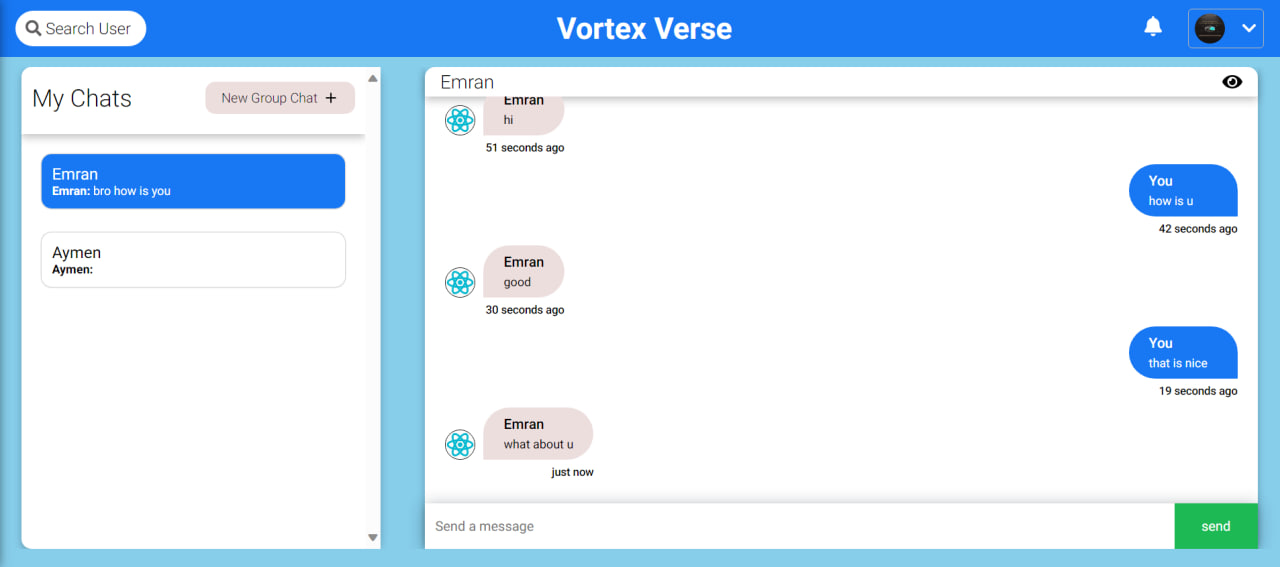 Search User
Vortex Verse
My Chats
New Group Chat +
Emran
Emran: bro how is you
Aymen
Aymen:
Emran
Emran
hi
51 seconds ago
You
how is u
42 seconds ago
Emran
good
30 seconds ago
You
that is nice
19 seconds ago
Emran
what about u
just now
Send a message
send